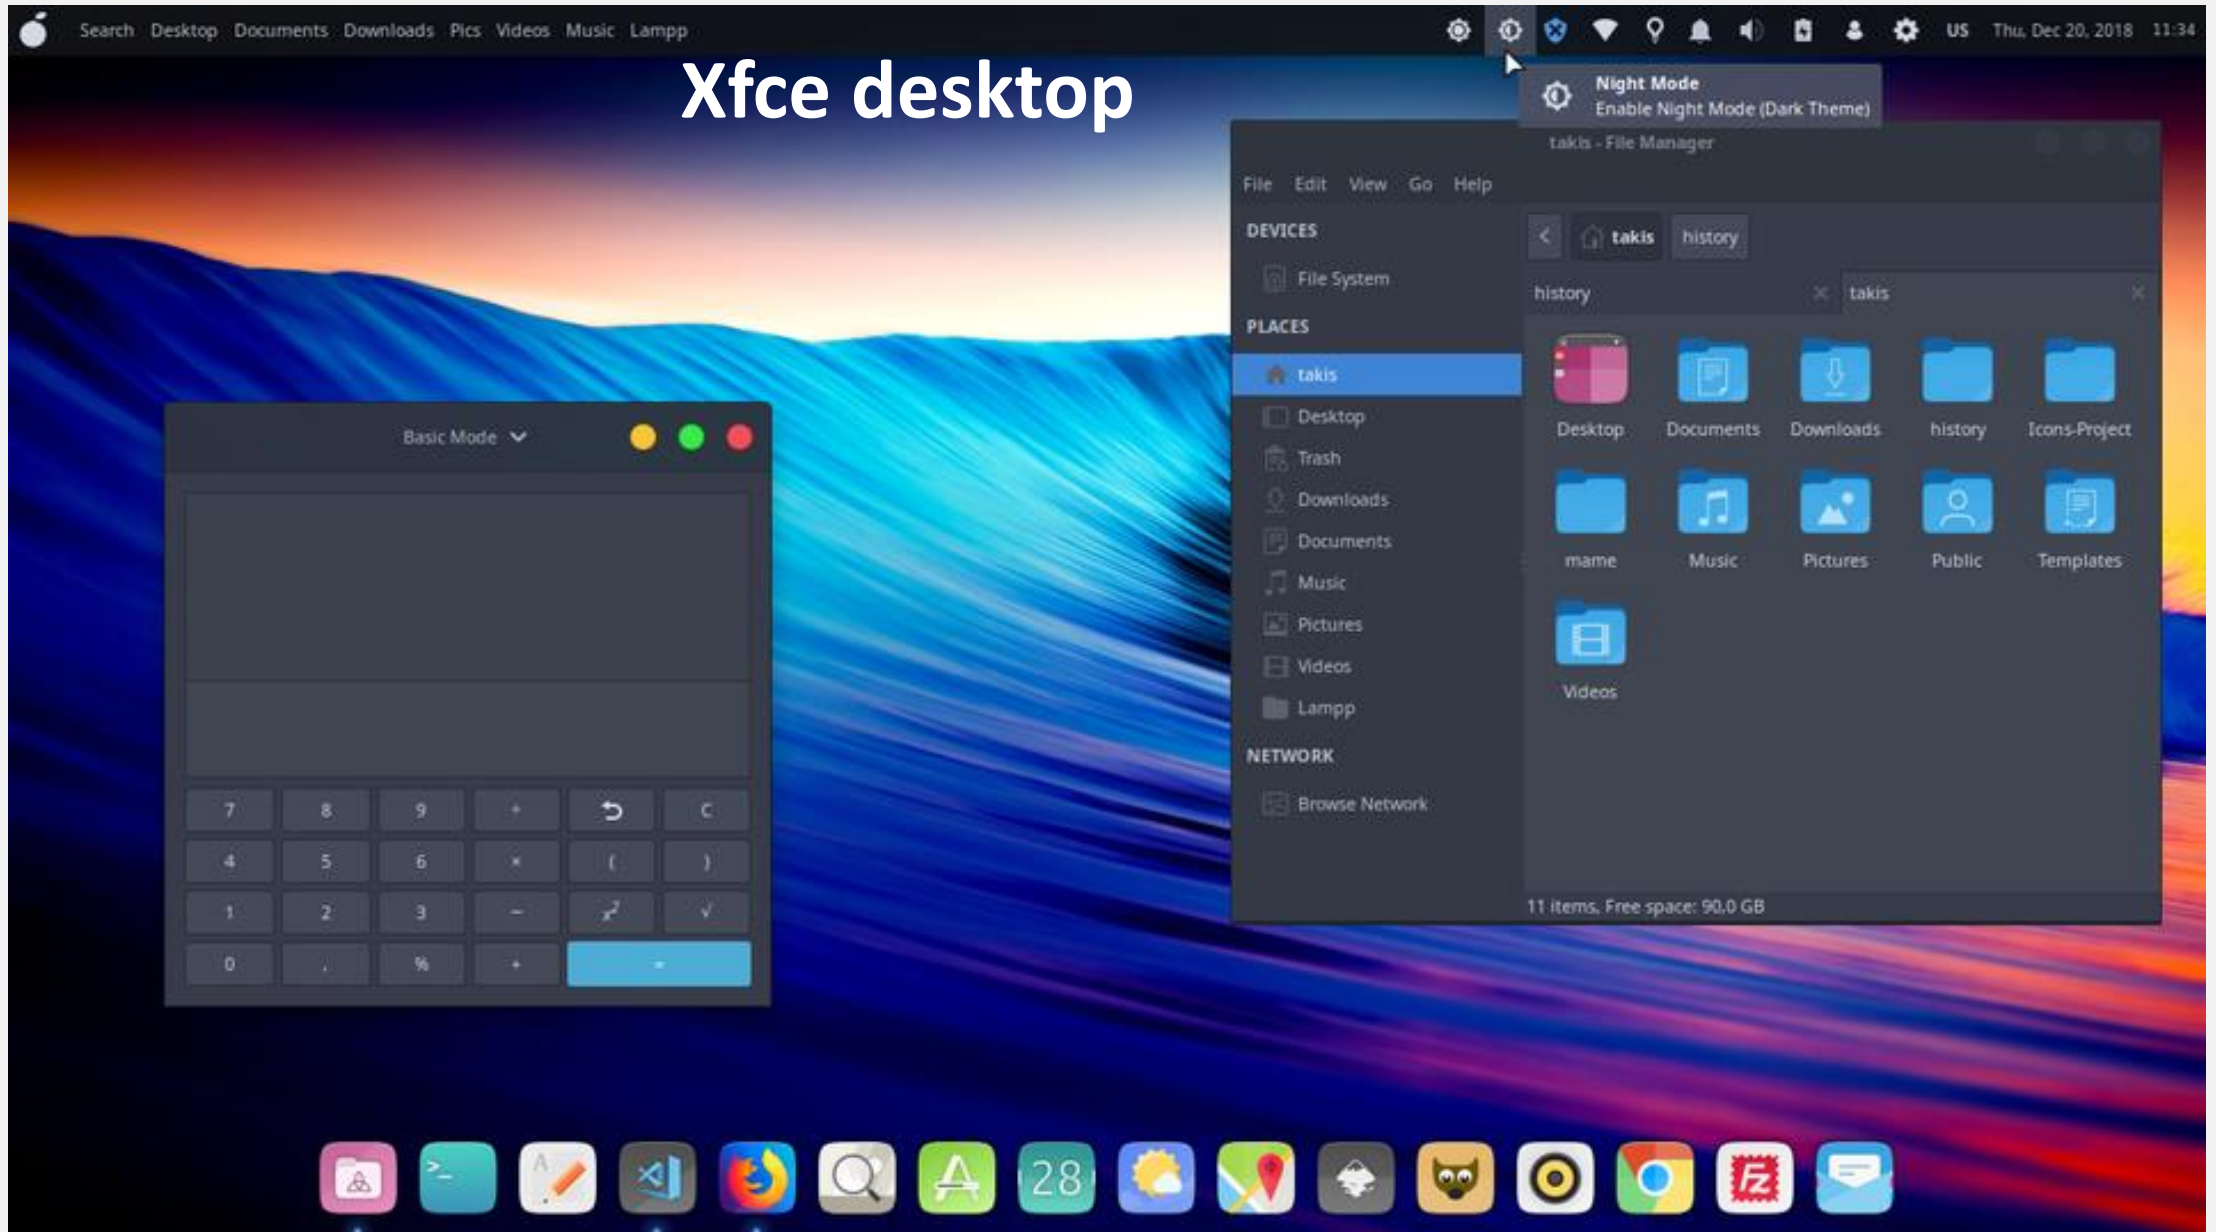 Search Desktop Documents Downloads Pics Videos Music Lampp
US Thu, Dec 20, 2018 11:34
Xfce desktop
Night Mode
Enable Night Mode (Dark Theme)
takis - File Manager
File Edit View Go Help
DEVICES
File System
PLACES
takis
Desktop
Trash
Downloads
Documents
Music
Pictures
Videos
Lampp
NETWORK
Browse Network
< takis history
history × takis ×
Desktop Documents Downloads history Icons-Project
mame Music Pictures Public Templates
Videos
11 items, Free space: 90,0 GB
Basic Mode
7 8 9 ÷ C
4 5 6 × ( )
1 2 3 − x² √
0 , % + =
>_ A 28 Fz